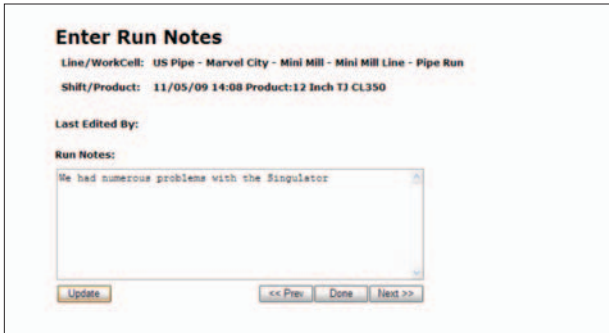 Enter Run Notes
Line/WorkCell: US Pipe - Marvel City - Mini Mill - Mini Mill Line - Pipe Run
Shift/Product: 11/05/09 14:08 Product:12 Inch TJ CL350
Last Edited By:
Run Notes:
We had numerous problems with the Singulator
Update << Prev Done Next >>